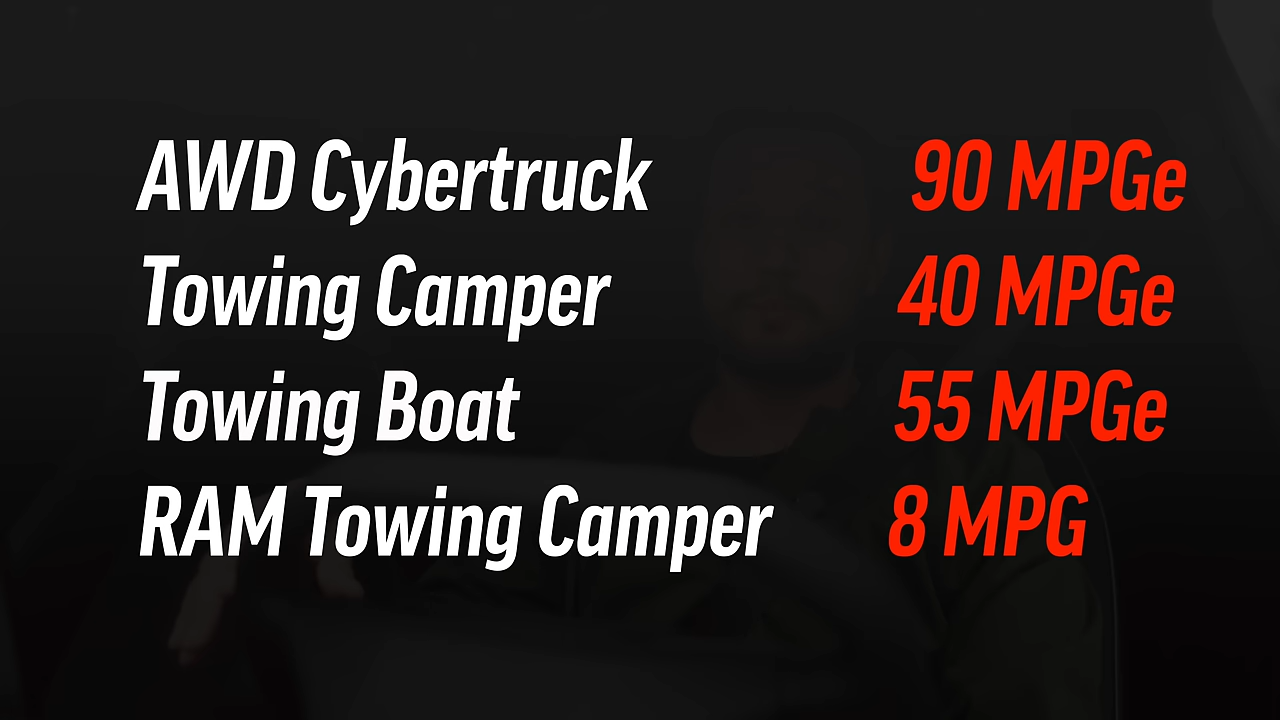 AWD Cybertruck 90 MPGe
Towing Camper 40 MPGe
Towing Boat 55 MPGe
RAM Towing Camper 8 MPG